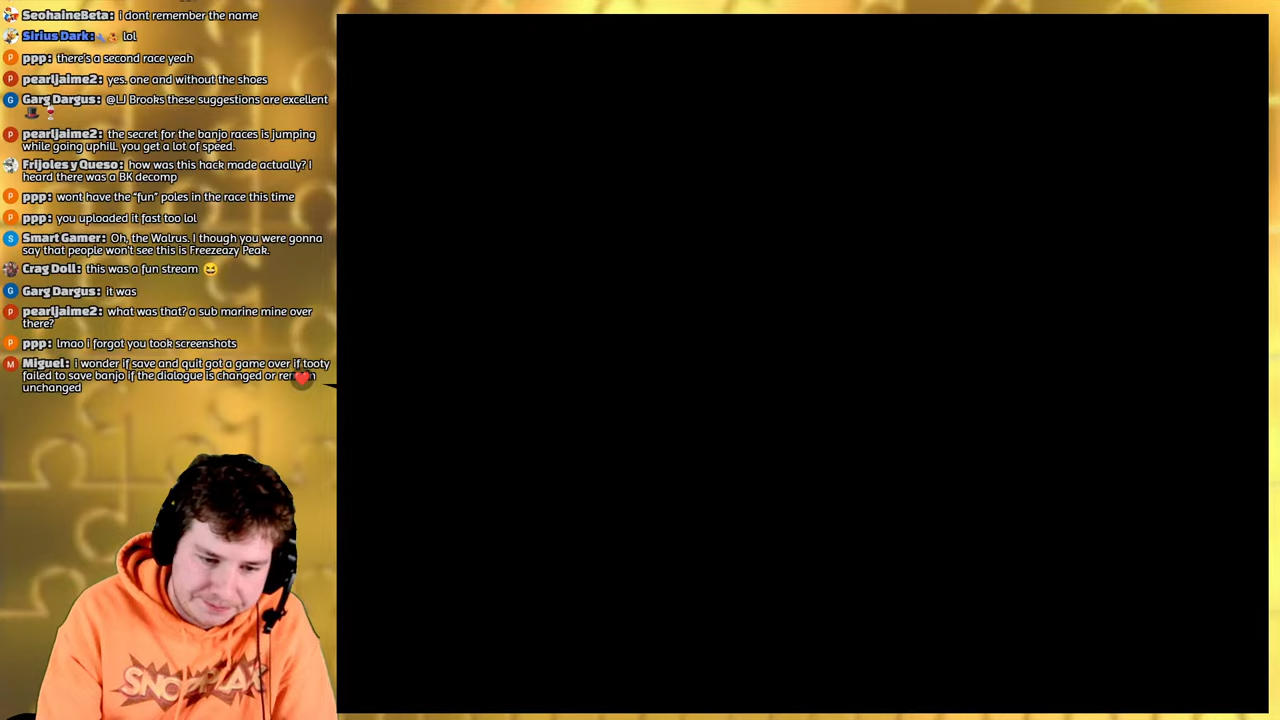 SeohaineBeta: i dont remember the name
Sirius Dark: lol
ppp: there's a second race yeah
pearljaime2: yes. one and without the shoes
Garg Dargus: @LJ Brooks these suggestions are excellent
pearljaime2: the secret for the banjo races is jumping
while going uphill. you get a lot of speed.
Frijoles y Queso: how was this hack made actually? I
heard there was a BK decomp
ppp: wont have the "fun" poles in the race this time
ppp: you uploaded it fast too lol
Smart Gamer: Oh, the Walrus. I though you were gonna
say that people won't see this is Freezeazy Peak.
Crag Doll: this was a fun stream
Garg Dargus: it was
pearljaime2: what was that? a sub marine mine over
there?
ppp: lmao i forgot you took screenshots
Miguel: i wonder if save and quit got a game over if tooty
failed to save banjo if the dialogue is changed or
unchanged